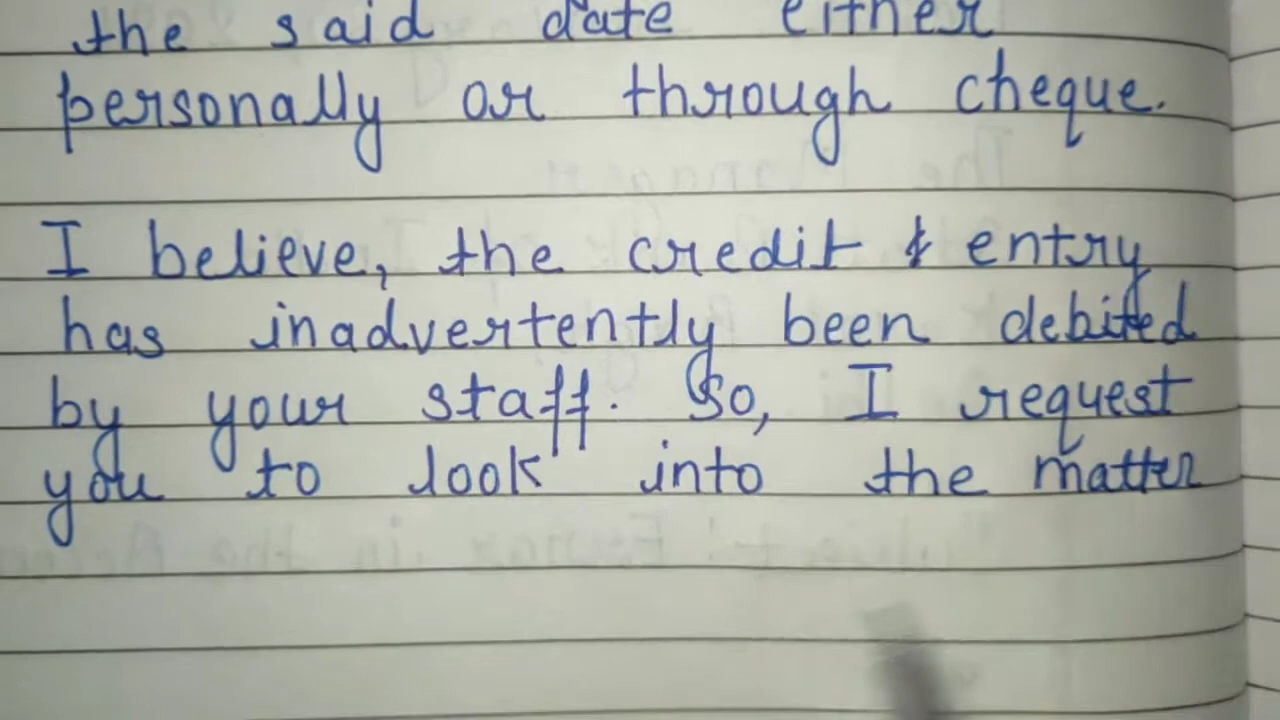 the said date either
personally or through cheque.
I believe, the credit & entry
has inadvertently been debited
by your staff. So, I request
you to look into the matter